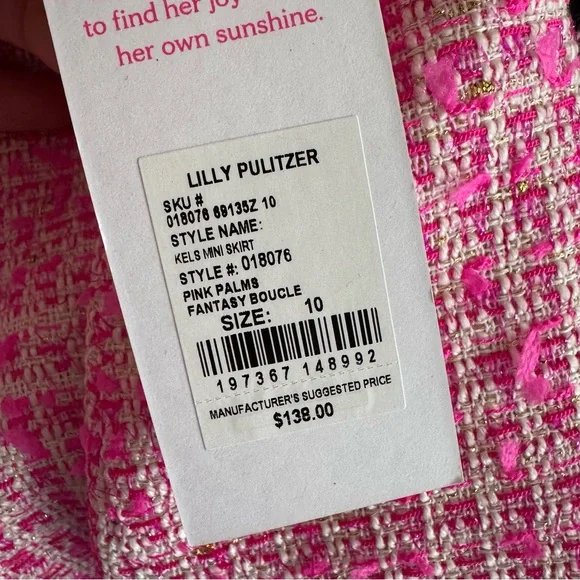 to find her joy
her own sunshine.
LILLY PULITZER
SKU #
018076 69135Z 10
STYLE NAME:
KELS MINI SKIRT
STYLE #: 018076
PINK PALMS
FANTASY BOUCLE
SIZE: 10
197367 148992
MANUFACTURER'S SUGGESTED PRICE
$138.00